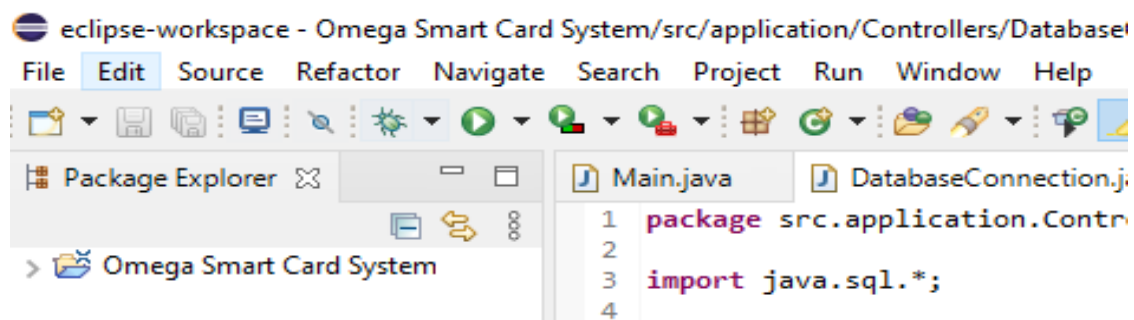 eclipse-workspace - Omega Smart Card System/src/application/Controllers/Database
File Edit Source Refactor Navigate Search Project Run Window Help
Package Explorer
Main.java
DatabaseConnection.j
1 package src.application.Contr
2
Omega Smart Card System
3 import java.sql.*;
4